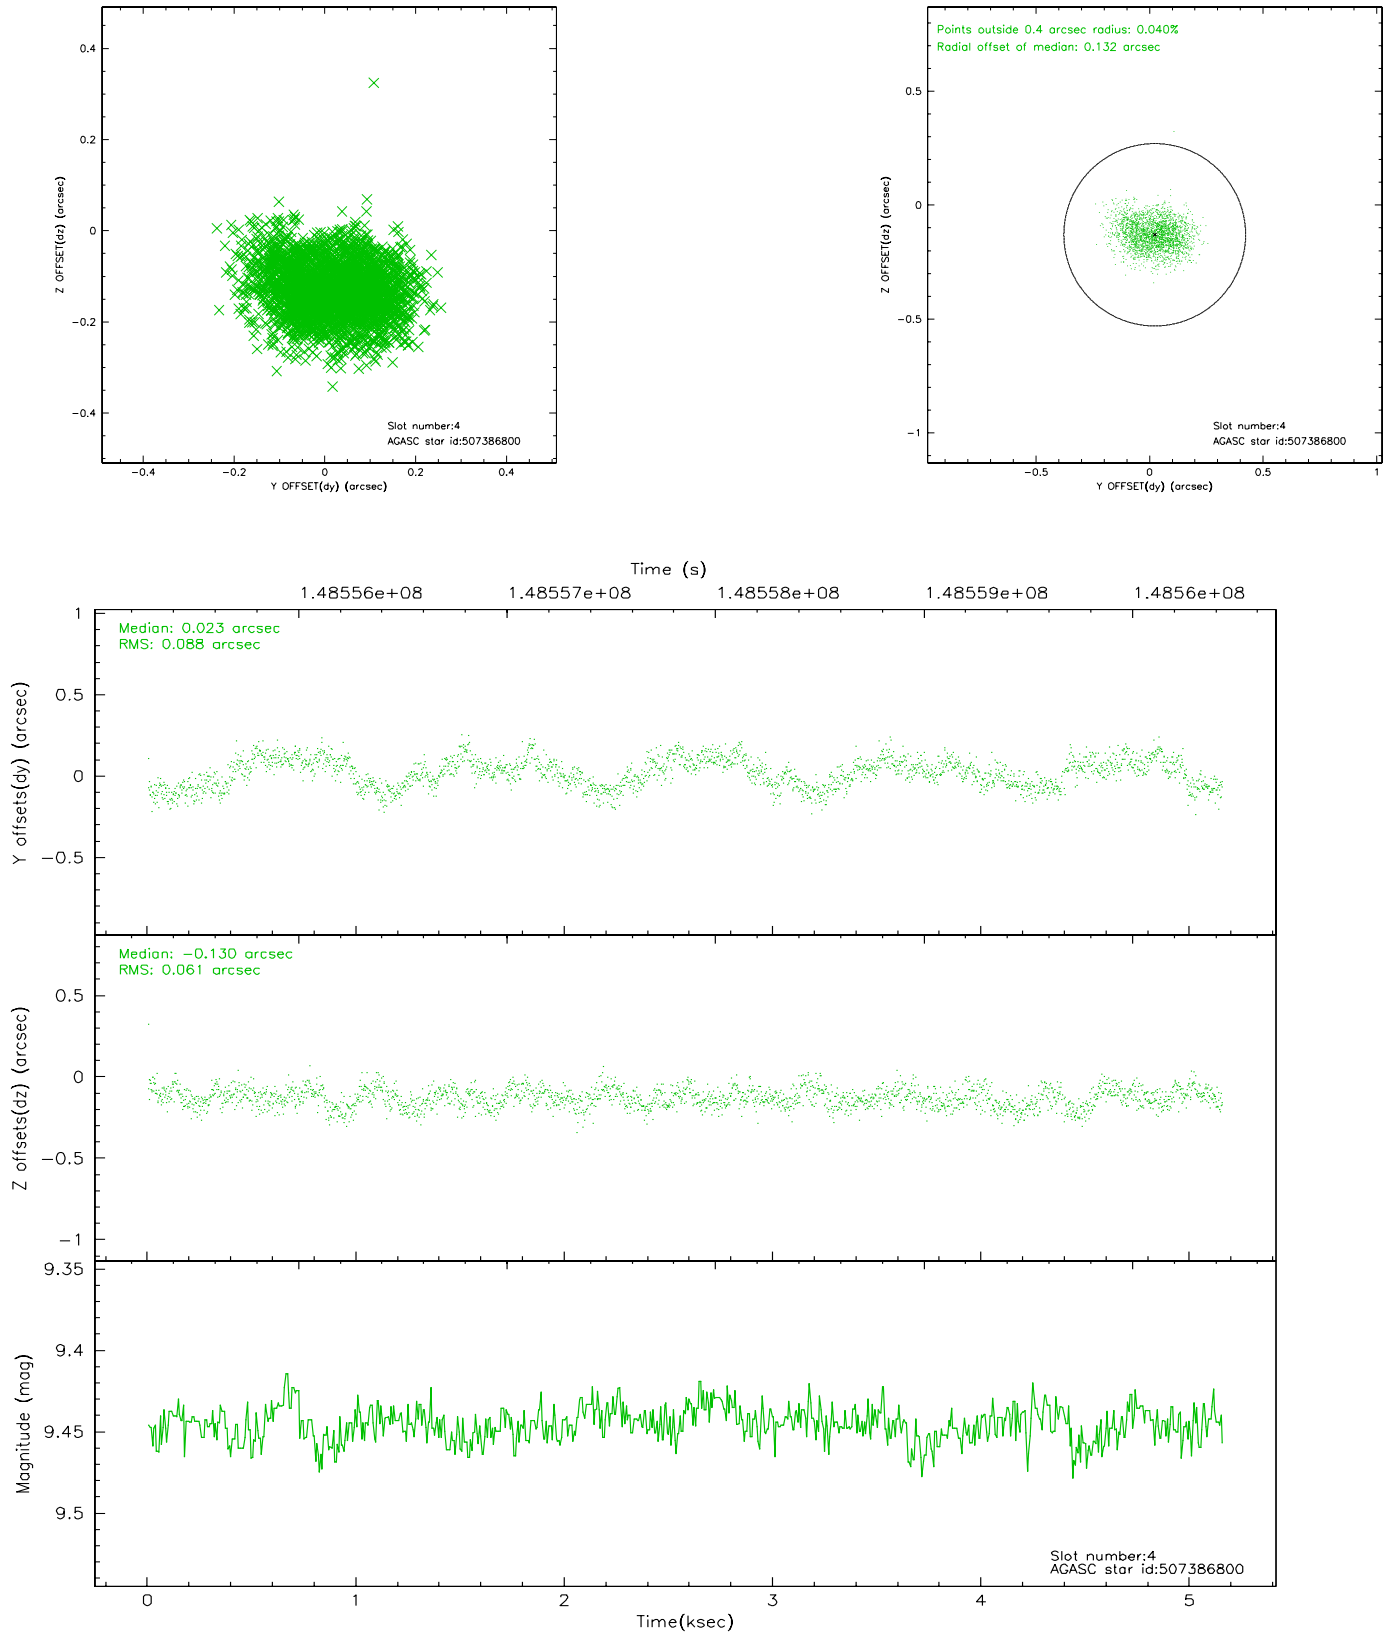 0.4
0.2
0
−0.2
−0.4
Z OFFSET(dz) (arcsec)
Slot number:4
AGASC star id:507386800
−0.4 −0.2 0 0.2 0.4
Y OFFSET(dy) (arcsec)
Points outside 0.4 arcsec radius: 0.040%
Radial offset of median: 0.132 arcsec
0.5
0
−0.5
−1
Z OFFSET(dz) (arcsec)
Slot number:4
AGASC star id:507386800
−0.5 0 0.5 1
Y OFFSET(dy) (arcsec)
Time (s)
1.48556e+08 1.48557e+08 1.48558e+08 1.48559e+08 1.4856e+08
Median: 0.023 arcsec
RMS: 0.088 arcsec
1
0.5
0
−0.5
Y offsets(dy) (arcsec)
Median: −0.130 arcsec
RMS: 0.061 arcsec
0.5
0
−0.5
−1
Z offsets(dz) (arcsec)
9.35
9.4
9.45
9.5
Magnitude (mag)
Slot number:4
AGASC star id:507386800
0 1 2 3 4 5
Time(ksec)